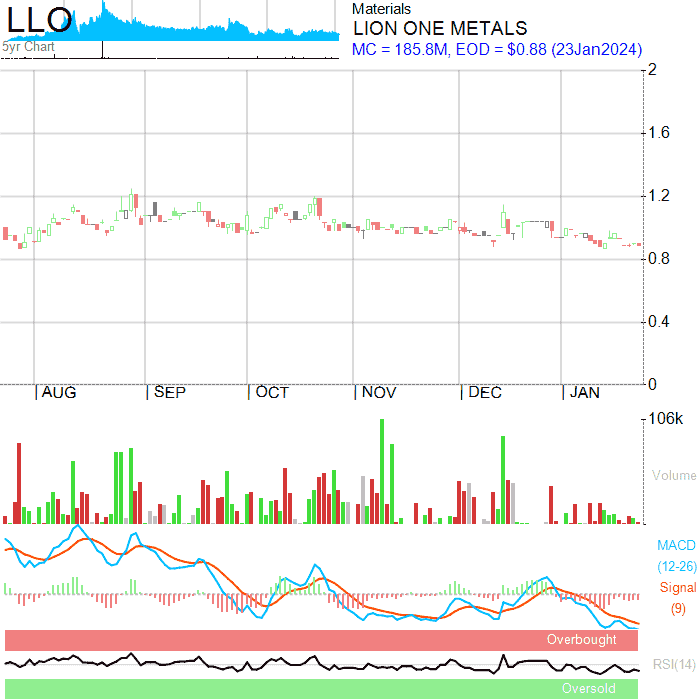 LLO
5yr Chart
Materials
LION ONE METALS
MC = 185.8M, EOD = $0.88 (23Jan2024)
2
1.6
1.2
0.8
0.4
0
|AUG |SEP |OCT |NOV |DEC |JAN
106k
Volume
MACD
(12-26)
Signal
(9)
Overbought
RSI(14)
Oversold